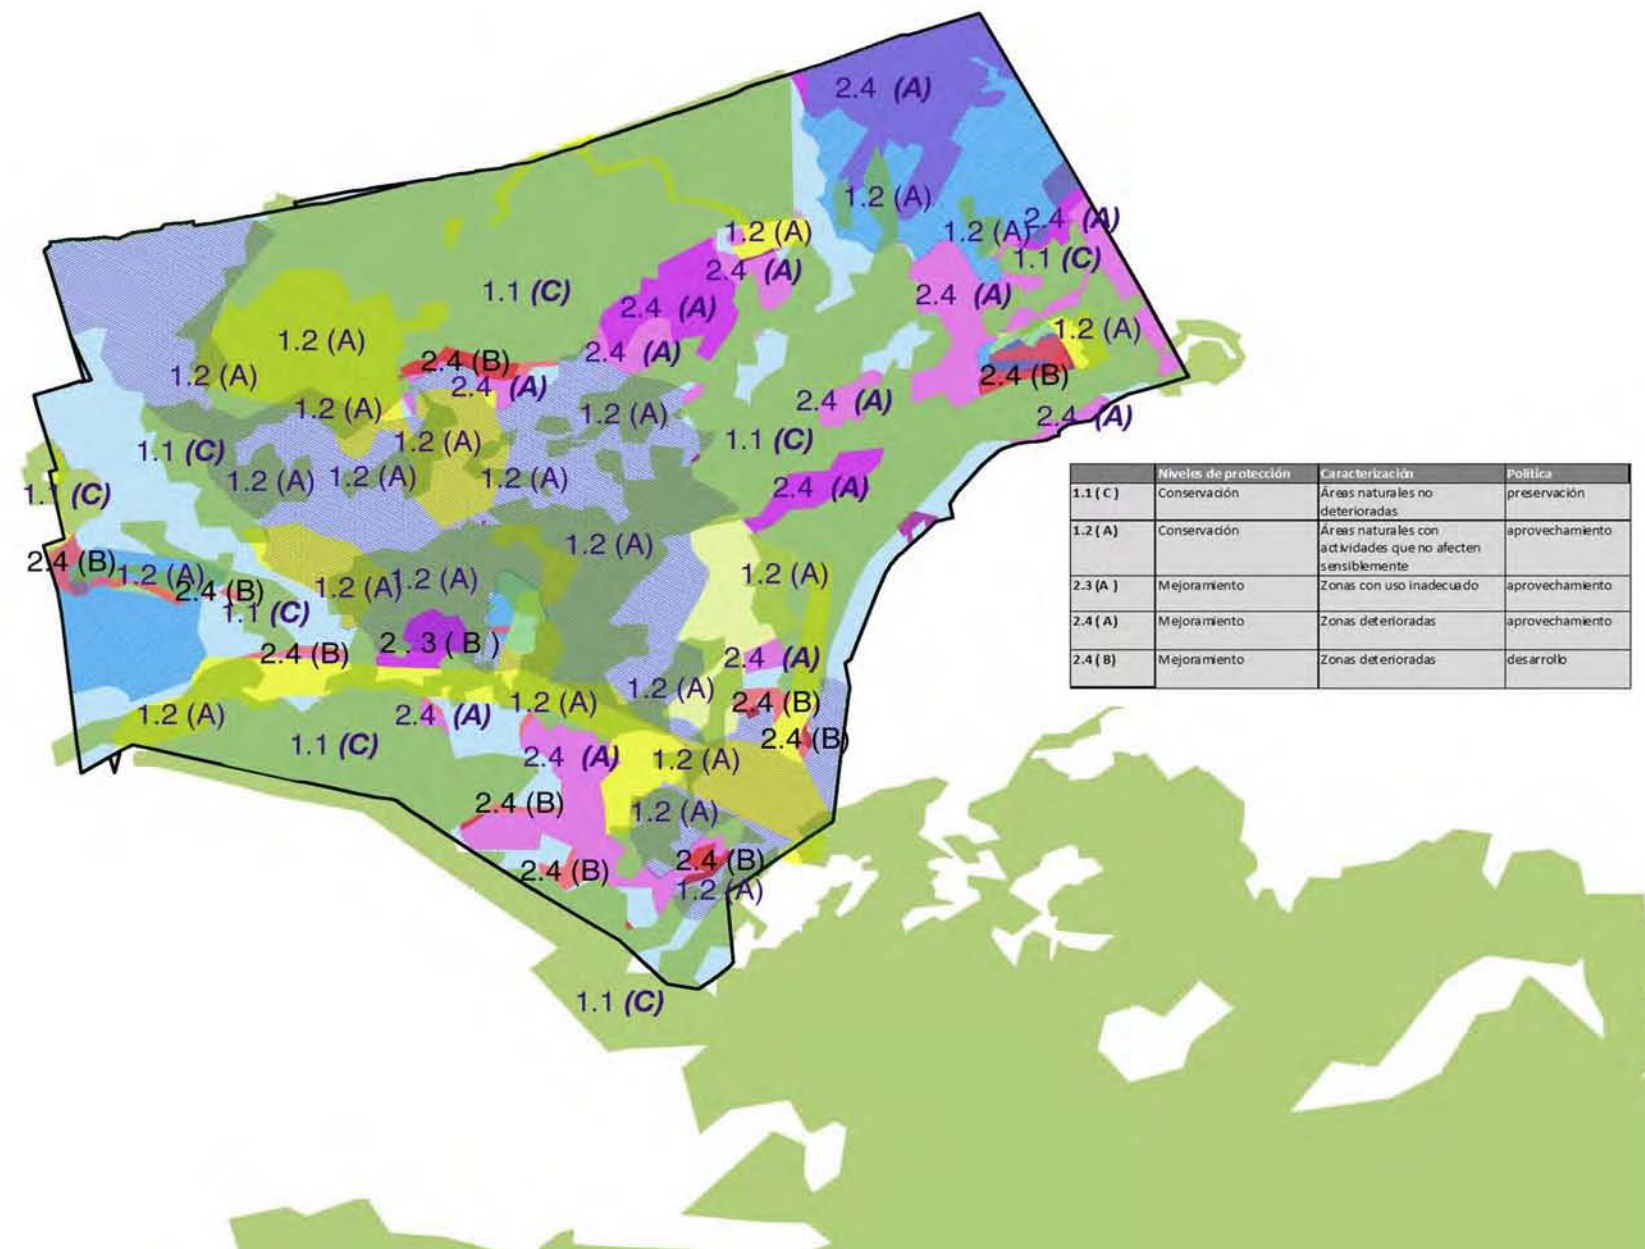 2.4 (A)
1.2 (A)
2.4 (A)
1.2 (A)
1.2 (A)
1.1 (C)
2.4 (A)
1.1 (C)
2.4 (A)
2.4 (A)
1.2 (A)
1.2 (A)
2.4 (A)
2.4 (B)
1.2 (A)
2.4 (B)
2.4 (A)
2.4 (A)
1.2 (A)
1.2 (A)
1.2 (A)
2.4 (A)
1.1 (C)
1.2 (A)
1.1 (C)
1.2 (A)
1.2 (A)
1.2 (A)
2.4 (A)
1.1 (C)
1.2 (A)
2.4 (B)
1.2 (A)
2.4 (B)
1.1 (C)
1.2 (A)
1.2 (A)
1.2 (A)
2.3 (B)
2.4 (B)
2.4 (A)
1.2 (A)
1.2 (A)
2.4 (A)
1.2 (A)
2.4 (B)
1.1 (C)
2.4 (A)
1.2 (A)
2.4 (B)
2.4 (B)
1.2 (A)
2.4 (B)
2.4 (B)
1.2 (A)
1.1 (C)
Niveles de protección Caracterización Política
1.1 ( C ) Conservación Áreas naturales no preservación
deterioradas
1.2 ( A) Conservación Áreas naturales con aprovechamiento
actividades que no afecten
sensiblemente
2.3 (A ) Mejoramiento Zonas con uso inadecuado aprovechamiento
2.4 ( A) Mejoramiento Zonas deterioradas aprovechamiento
2.4 ( B) Mejoramiento Zonas deterioradas desarrollo